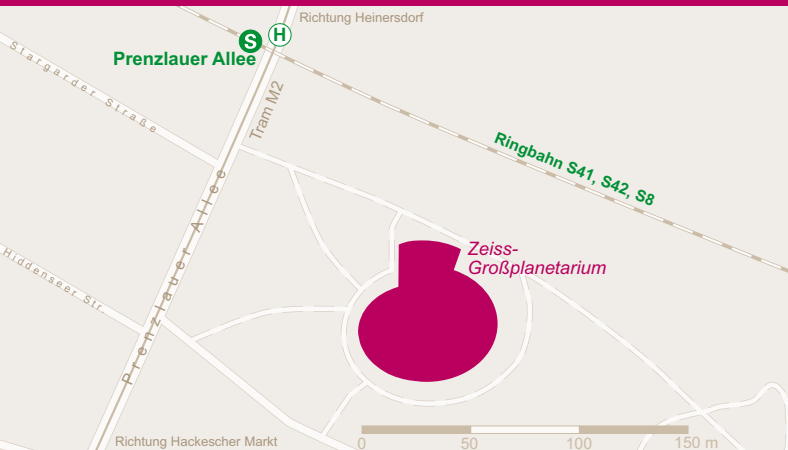 Richtung Heinersdorf
S H
Prenzlauer Allee
Stargarder Straße
Tram M2
Ringbahn S41, S42, S8
Prenzlauer Allee
Zeiss-
Großplanetarium
Hiddenseer Str.
Richtung Hackescher Markt
0 50 100 150 m